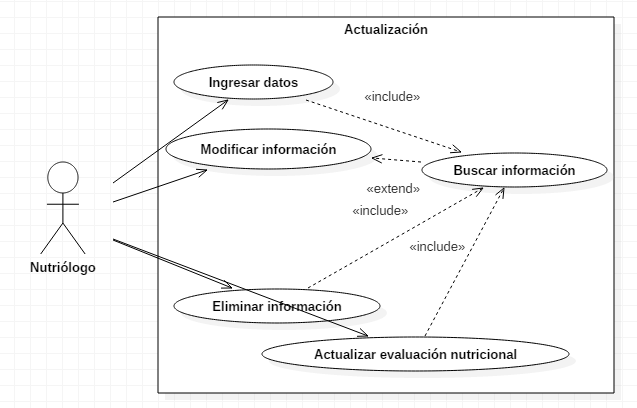 Actualización
Ingresar datos
«include»
Modificar información
Buscar información
«extend»
«include»
«include»
Nutriólogo
Eliminar información
Actualizar evaluación nutricional